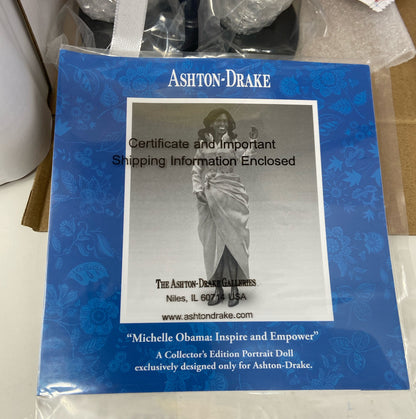 ASHTON-DRAKE
Certificate and Important
Shipping Information Enclosed
THE ASHTON-DRAKE GALLERIES
Niles, IL 60714 USA
www.ashtondrake.com
"Michelle Obama: Inspire and Empower"
A Collector's Edition Portrait Doll
exclusively designed only for Ashton-Drake.